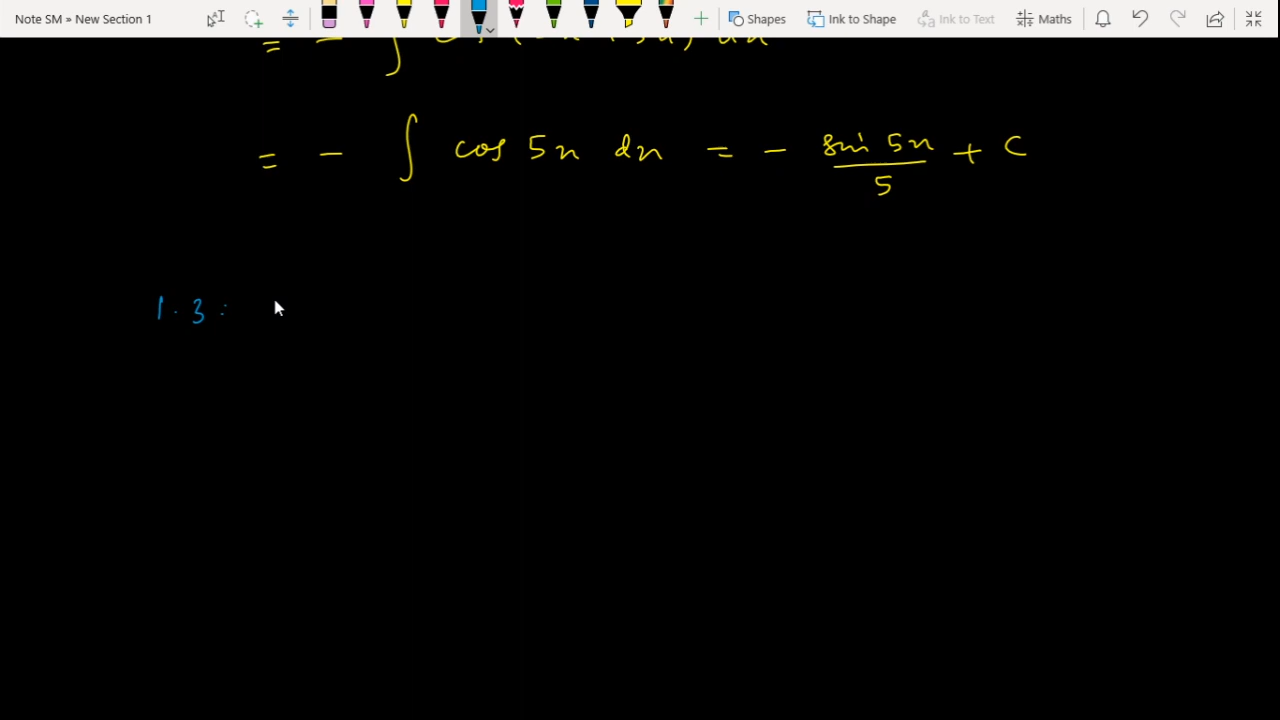 Note SM » New Section 1 Shapes Ink to Shape Ink to Text Maths
= - ∫ cos 5x dx = - sin 5x / 5 + C
1.3: